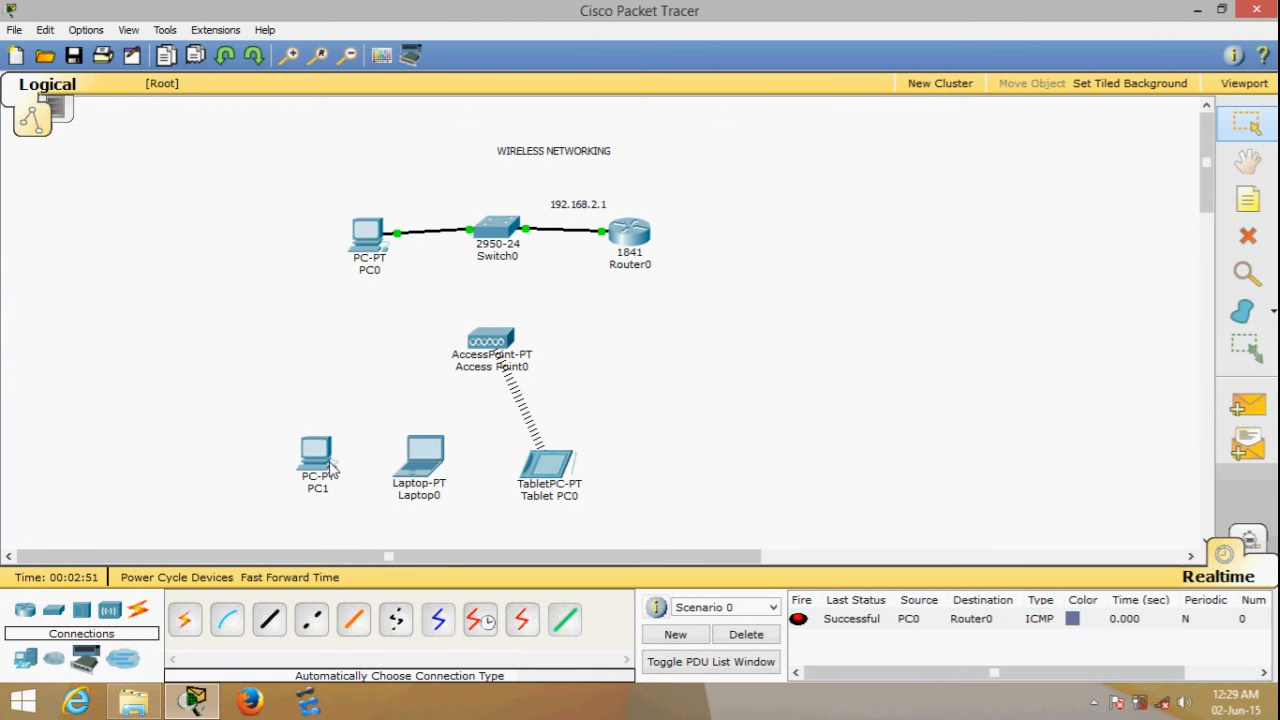 Cisco Packet Tracer
File Edit Options View Tools Extensions Help
Logical [Root] New Cluster Move Object Set Tiled Background Viewport
WIRELESS NETWORKING
192.168.2.1
PC-PT
PC0
2950-24
Switch0
1841
Router0
AccessPoint-PT
Access Point0
PC-PT
PC1
Laptop-PT
Laptop0
TabletPC-PT
Tablet PC0
Time: 00:02:51 Power Cycle Devices Fast Forward Time
Realtime
Connections
Automatically Choose Connection Type
Scenario 0
New Delete
Toggle PDU List Window
Fire Last Status Source Destination Type Color Time (sec) Periodic Num
Successful PC0 Router0 ICMP 0.000 N 0
12:29 AM
02-Jun-15